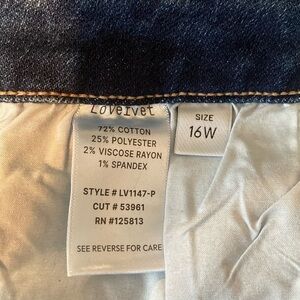 Lovelvet
72% COTTON
25% POLYESTER
2% VISCOSE RAYON
1% SPANDEX
STYLE # LV1147-P
CUT # 53961
RN #125813
SEE REVERSE FOR CARE
SIZE
16W